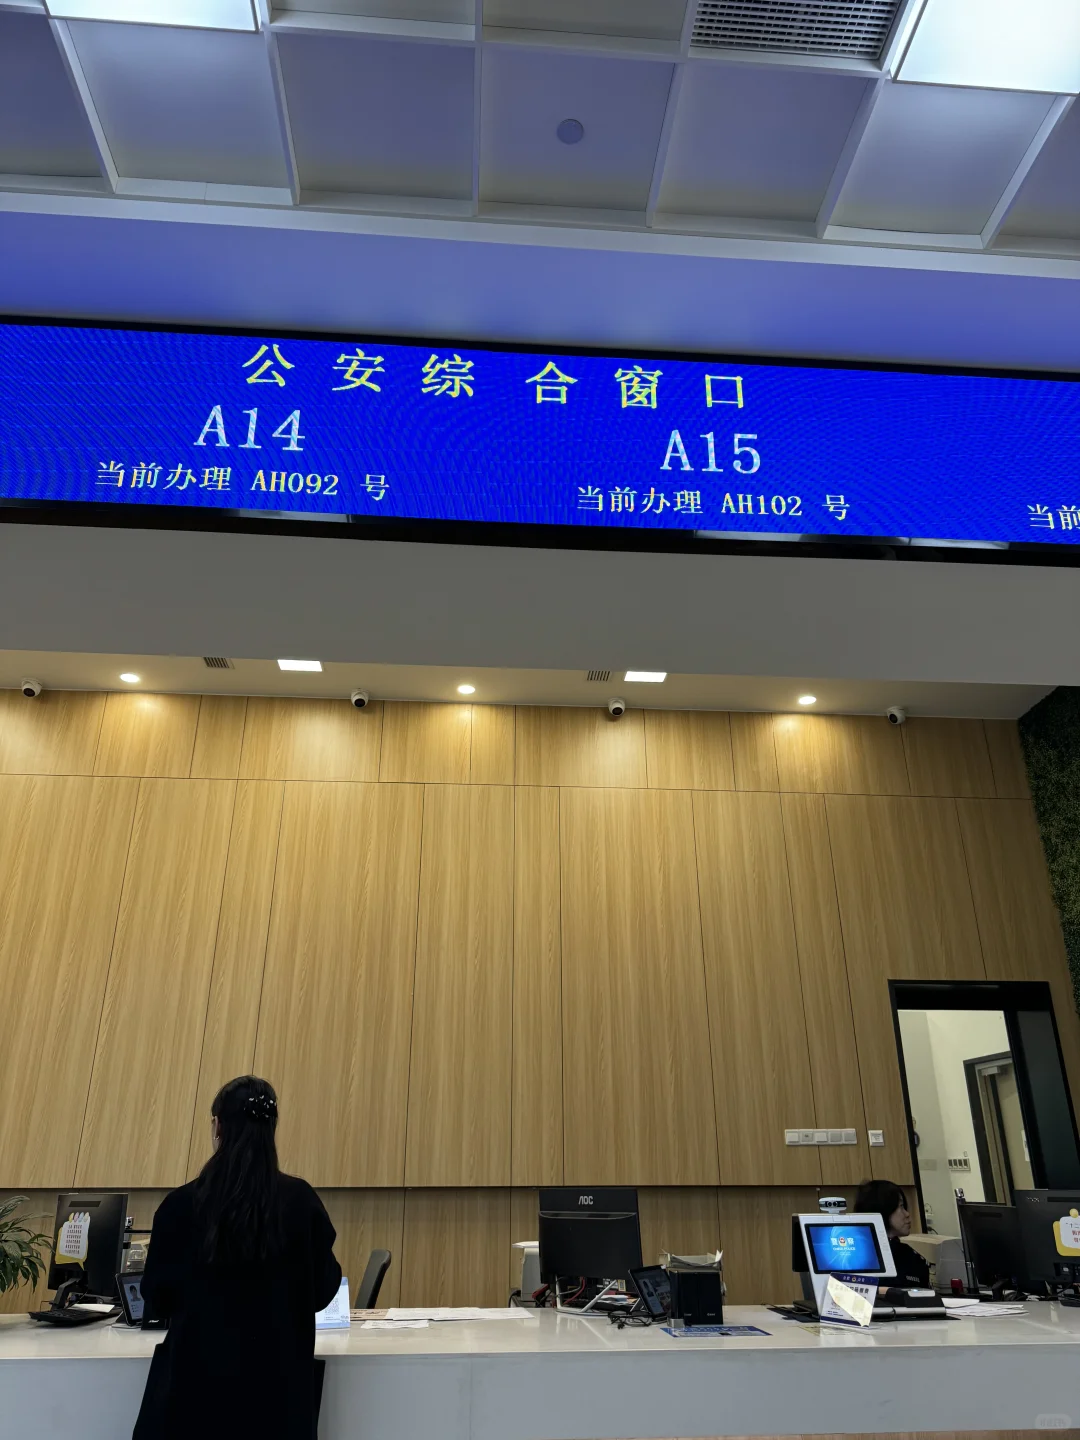 公安综合窗口
A14
A15
当前办理 AH092 号
当前办理 AH102 号
当前
AOC